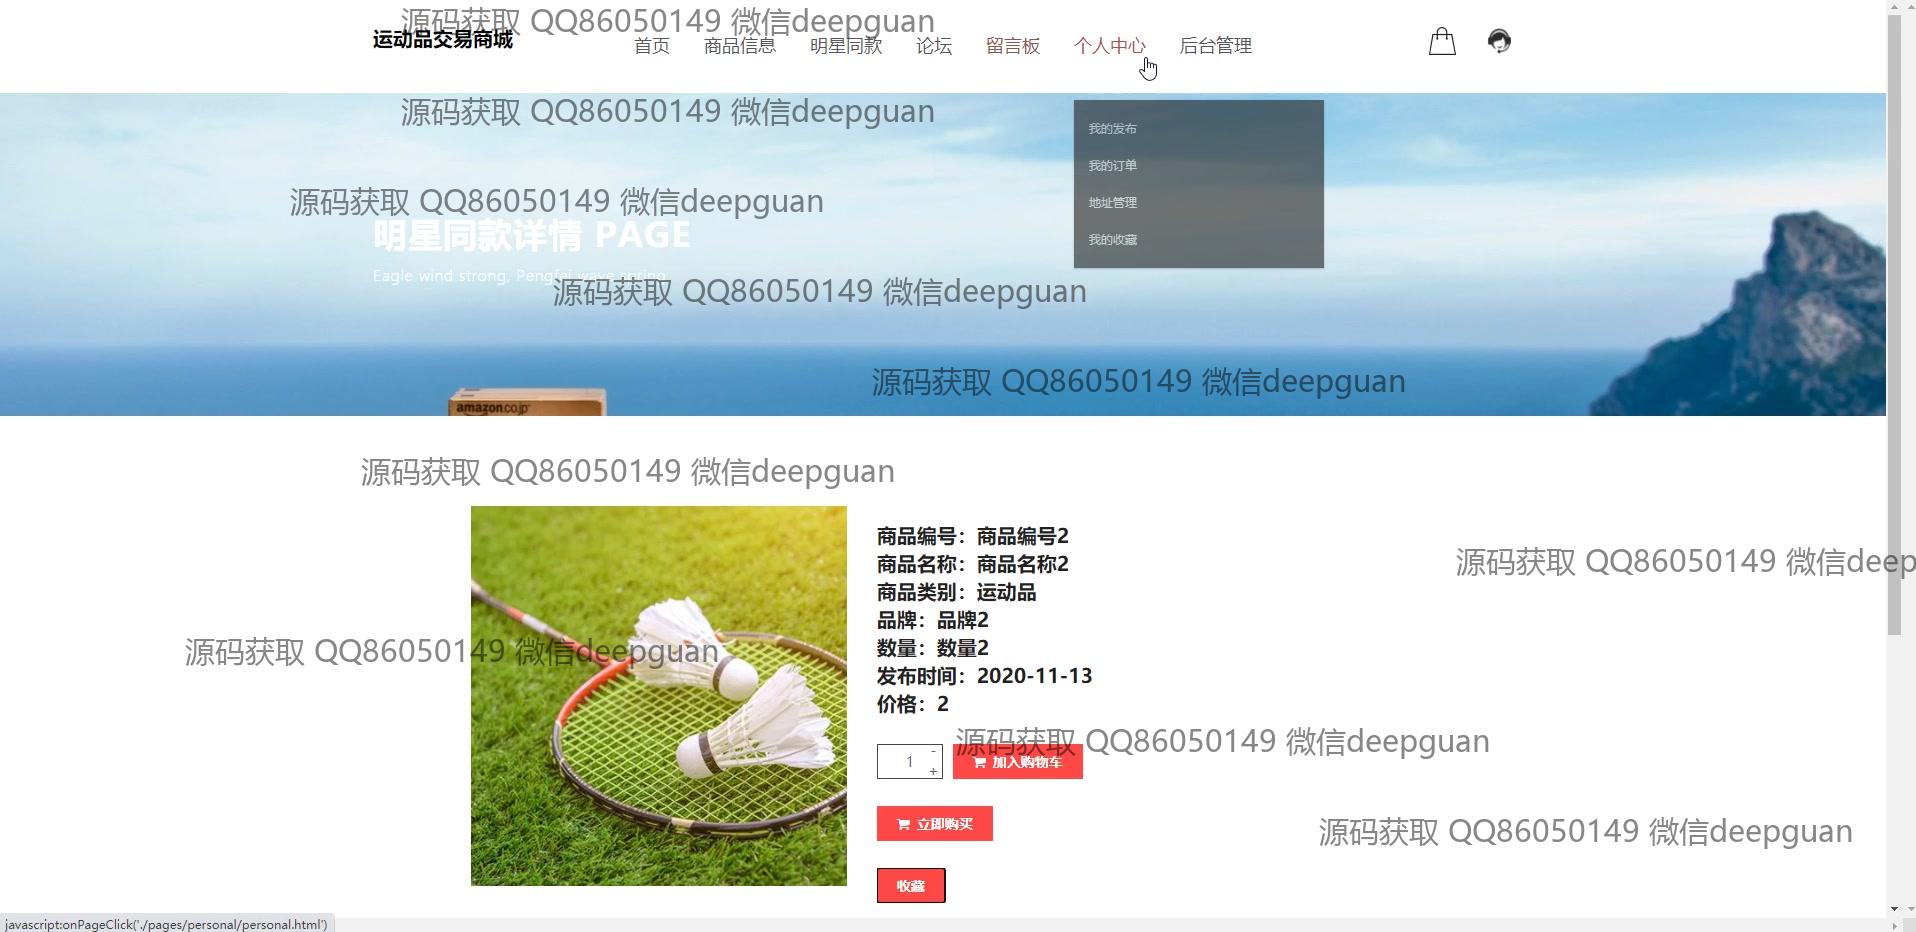 源码获取 QQ86050149 微信deepguan
运动品交易商城
首页 商品信息 明星同款 论坛 留言板 个人中心 后台管理
源码获取 QQ86050149 微信deepguan
我的发布
我的订单
地址管理
我的收藏
源码获取 QQ86050149 微信deepguan
明星同款详情 PAGE
Eagle wind strong, Pengfei wave spring
源码获取 QQ86050149 微信deepguan
源码获取 QQ86050149 微信deepguan
amazon.co.jp
源码获取 QQ86050149 微信deepguan
商品编号：商品编号2
商品名称：商品名称2
源码获取 QQ86050149 微信deep
商品类别：运动品
品牌：品牌2
数量：数量2
源码获取 QQ86050149 微信deepguan
发布时间：2020-11-13
价格：2
源码获取 QQ86050149 微信deepguan
1 - + 加入购物车
立即购买
源码获取 QQ86050149 微信deepguan
收藏
javascript:onPageClick('./pages/personal/personal.html')